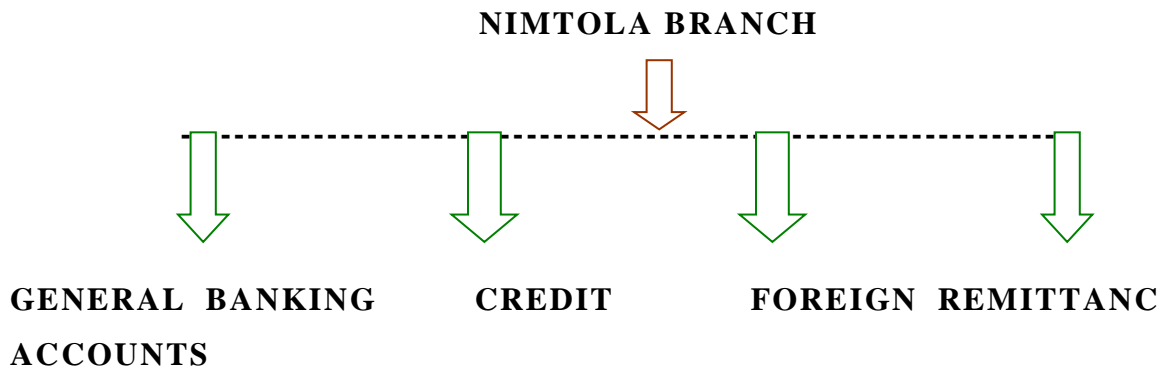 NIMTOLA BRANCH
GENERAL BANKING CREDIT FOREIGN REMITTANC
ACCOUNTS